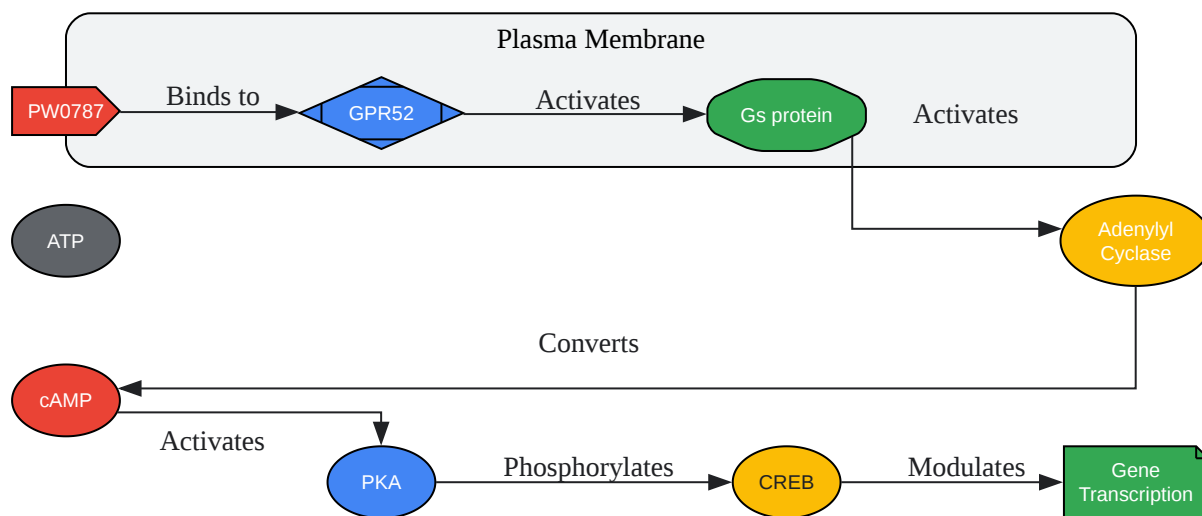 Plasma Membrane
PW0787
Binds to
GPR52
Activates
Gs protein
Activates
ATP
Adenylyl
Cyclase
Converts
cAMP
Activates
PKA
Phosphorylates
CREB
Modulates
Gene
Transcription